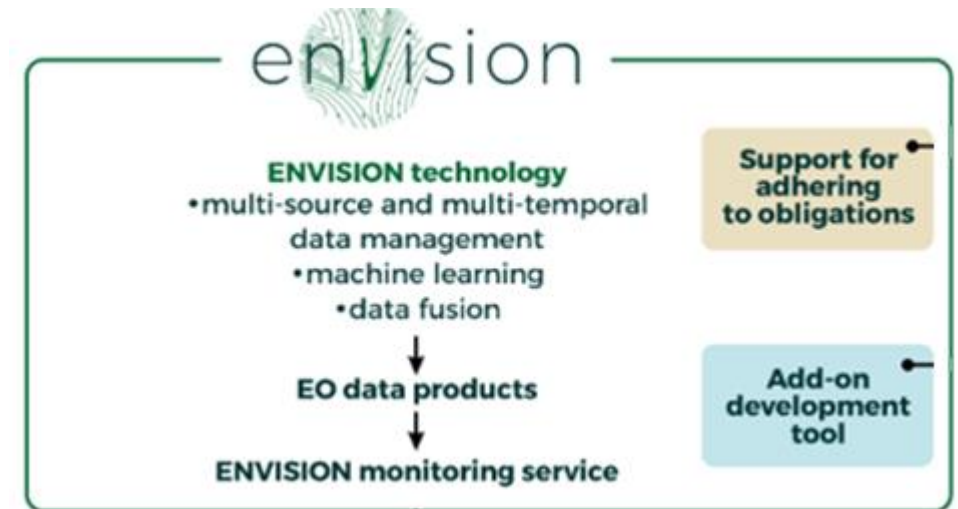 envision
ENVISION technology
•multi-source and multi-temporal
data management
•machine learning
•data fusion
EO data products
ENVISION monitoring service
Support for
adhering
to obligations
Add-on
development
tool